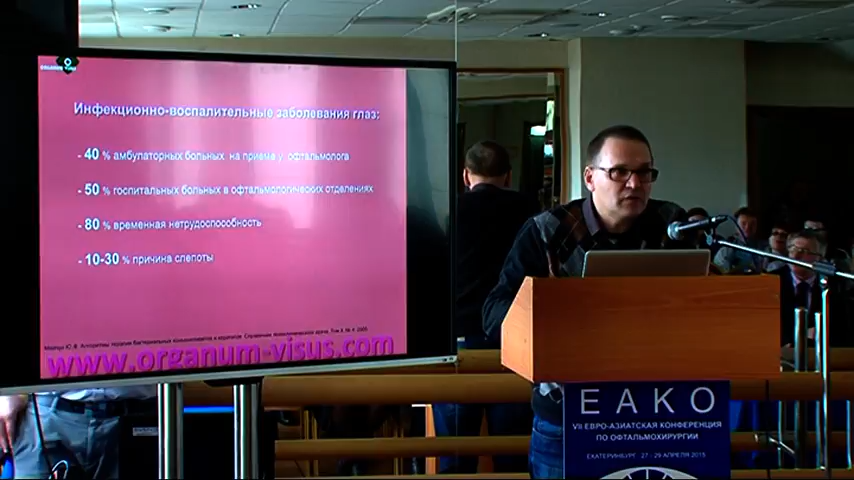 Инфекционно-воспалительные заболевания глаз:
- 40 % амбулаторных больных на приеме у офтальмолога
- 50 % госпитальных больных в офтальмологических отделениях
- 80 % временная нетрудоспособность
- 10-30 % причина слепоты
www.organum-visus.com
ЕАКО
VII ЕВРО-АЗИАТСКАЯ КОНФЕРЕНЦИЯ
ПО ОФТАЛЬМОХИРУРГИИ
ЕКАТЕРИНБУРГ 27 - 29 АПРЕЛЯ 2015